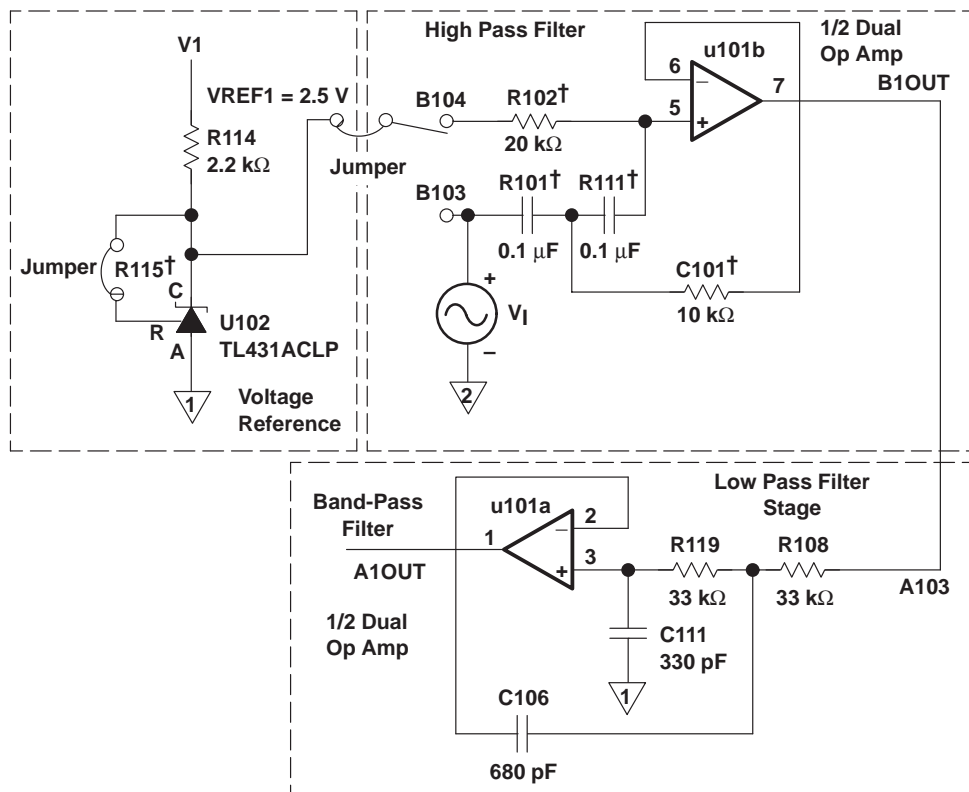 High Pass Filter
1/2 Dual
Op Amp
V1
u101b
6
7
5
−
+
B1OUT
VREF1 = 2.5 V
B104
R102†
20 kΩ
R114
2.2 kΩ
Jumper
R101†
R111†
B103
0.1 µF
0.1 µF
C101†
10 kΩ
Jumper
R115†
C
R
A
U102
TL431ACLP
+
VI
−
1
2
Voltage
Reference
Low Pass Filter
Stage
Band-Pass
Filter
u101a
1
2
3
−
+
A1OUT
R119
33 kΩ
R108
33 kΩ
A103
1/2 Dual
Op Amp
C111
330 pF
1
C106
680 pF